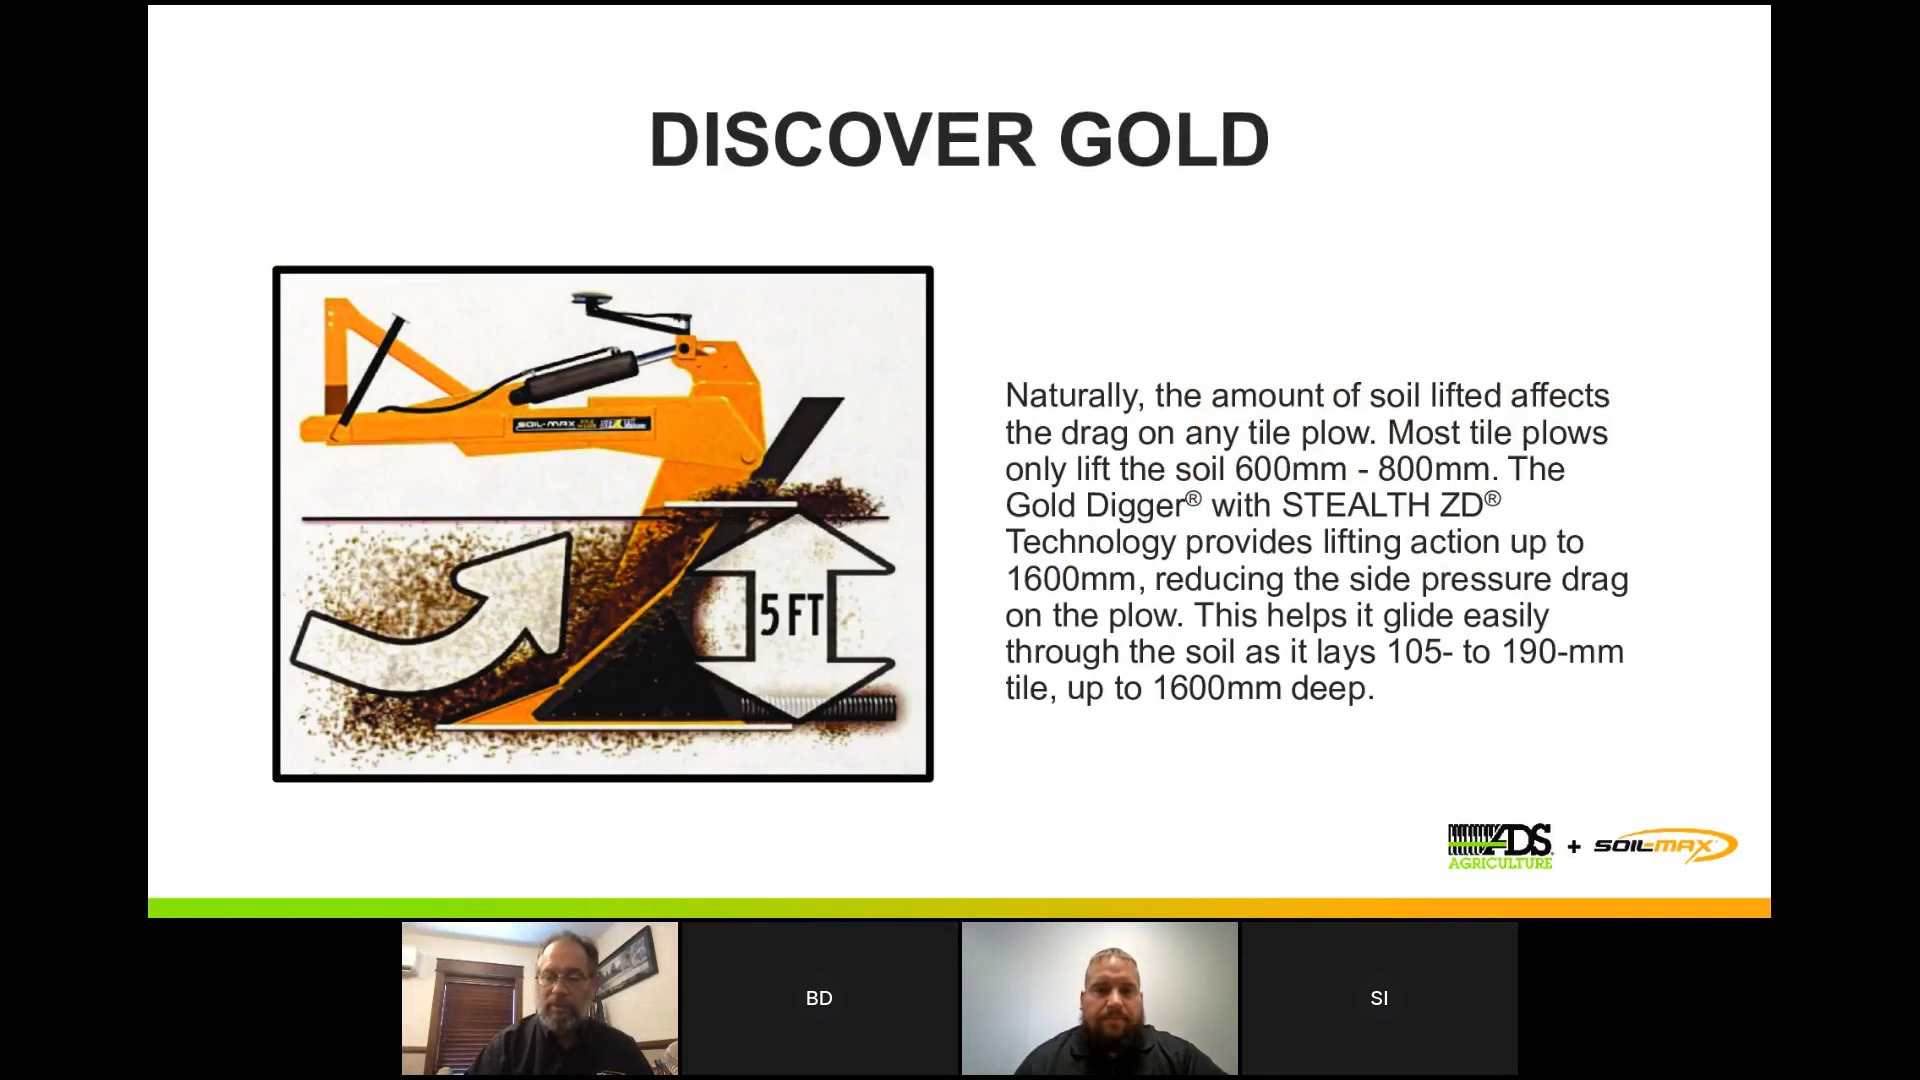 DISCOVER GOLD
SOIL-MAX
5 FT
Naturally, the amount of soil lifted affects
the drag on any tile plow. Most tile plows
only lift the soil 600mm - 800mm. The
Gold Digger® with STEALTH ZD®
Technology provides lifting action up to
1600mm, reducing the side pressure drag
on the plow. This helps it glide easily
through the soil as it lays 105- to 190-mm
tile, up to 1600mm deep.
ADS + SOIL-MAX
AGRICULTURE
BD
SI